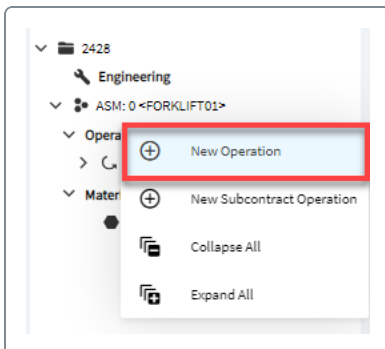 2428
Engineering
ASM: 0 <FORKLIFT01>
Opera
New Operation
Mater
New Subcontract Operation
Collapse All
Expand All